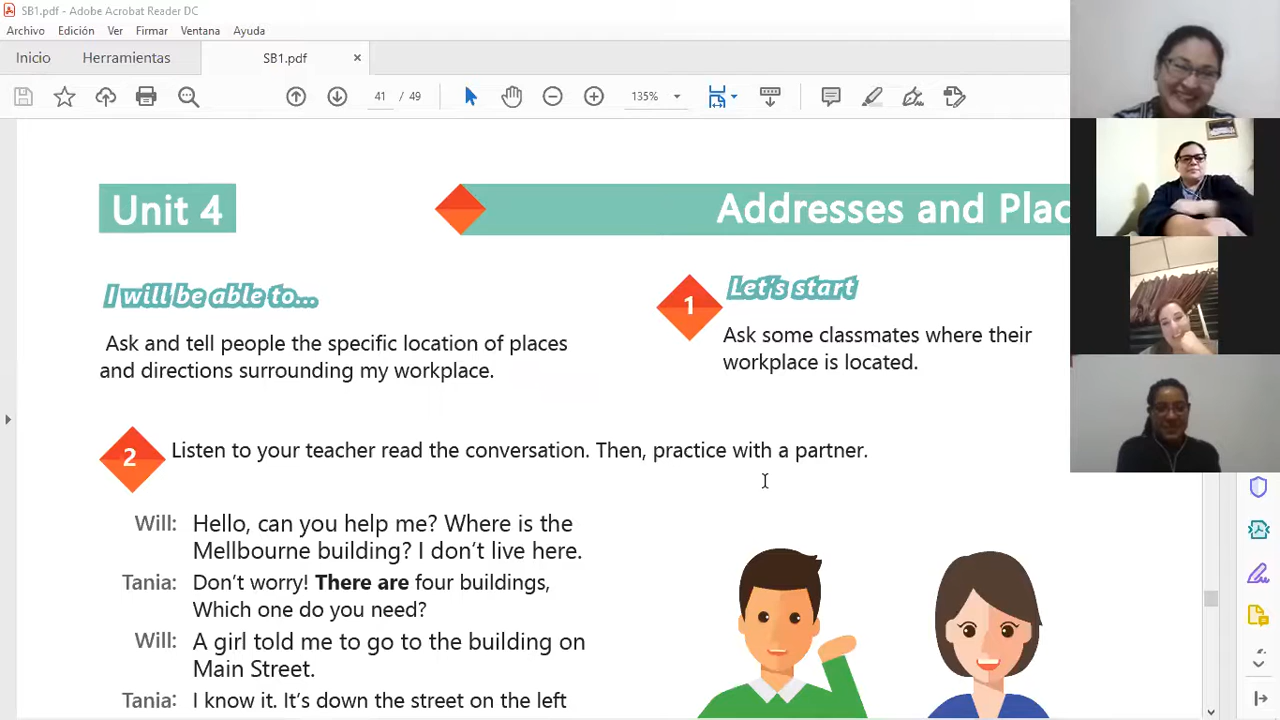 SB1.pdf - Adobe Acrobat Reader DC
Archivo Edición Ver Firmar Ventana Ayuda
Inicio Herramientas SB1.pdf ×
41 / 49 135%
Unit 4
Addresses and Plac
I will be able to...
Ask and tell people the specific location of places
and directions surrounding my workplace.
1 Let's start
Ask some classmates where their
workplace is located.
2 Listen to your teacher read the conversation. Then, practice with a partner.
Will: Hello, can you help me? Where is the
Mellbourne building? I don't live here.
Tania: Don't worry! There are four buildings,
Which one do you need?
Will: A girl told me to go to the building on
Main Street.
Tania: I know it. It's down the street on the left